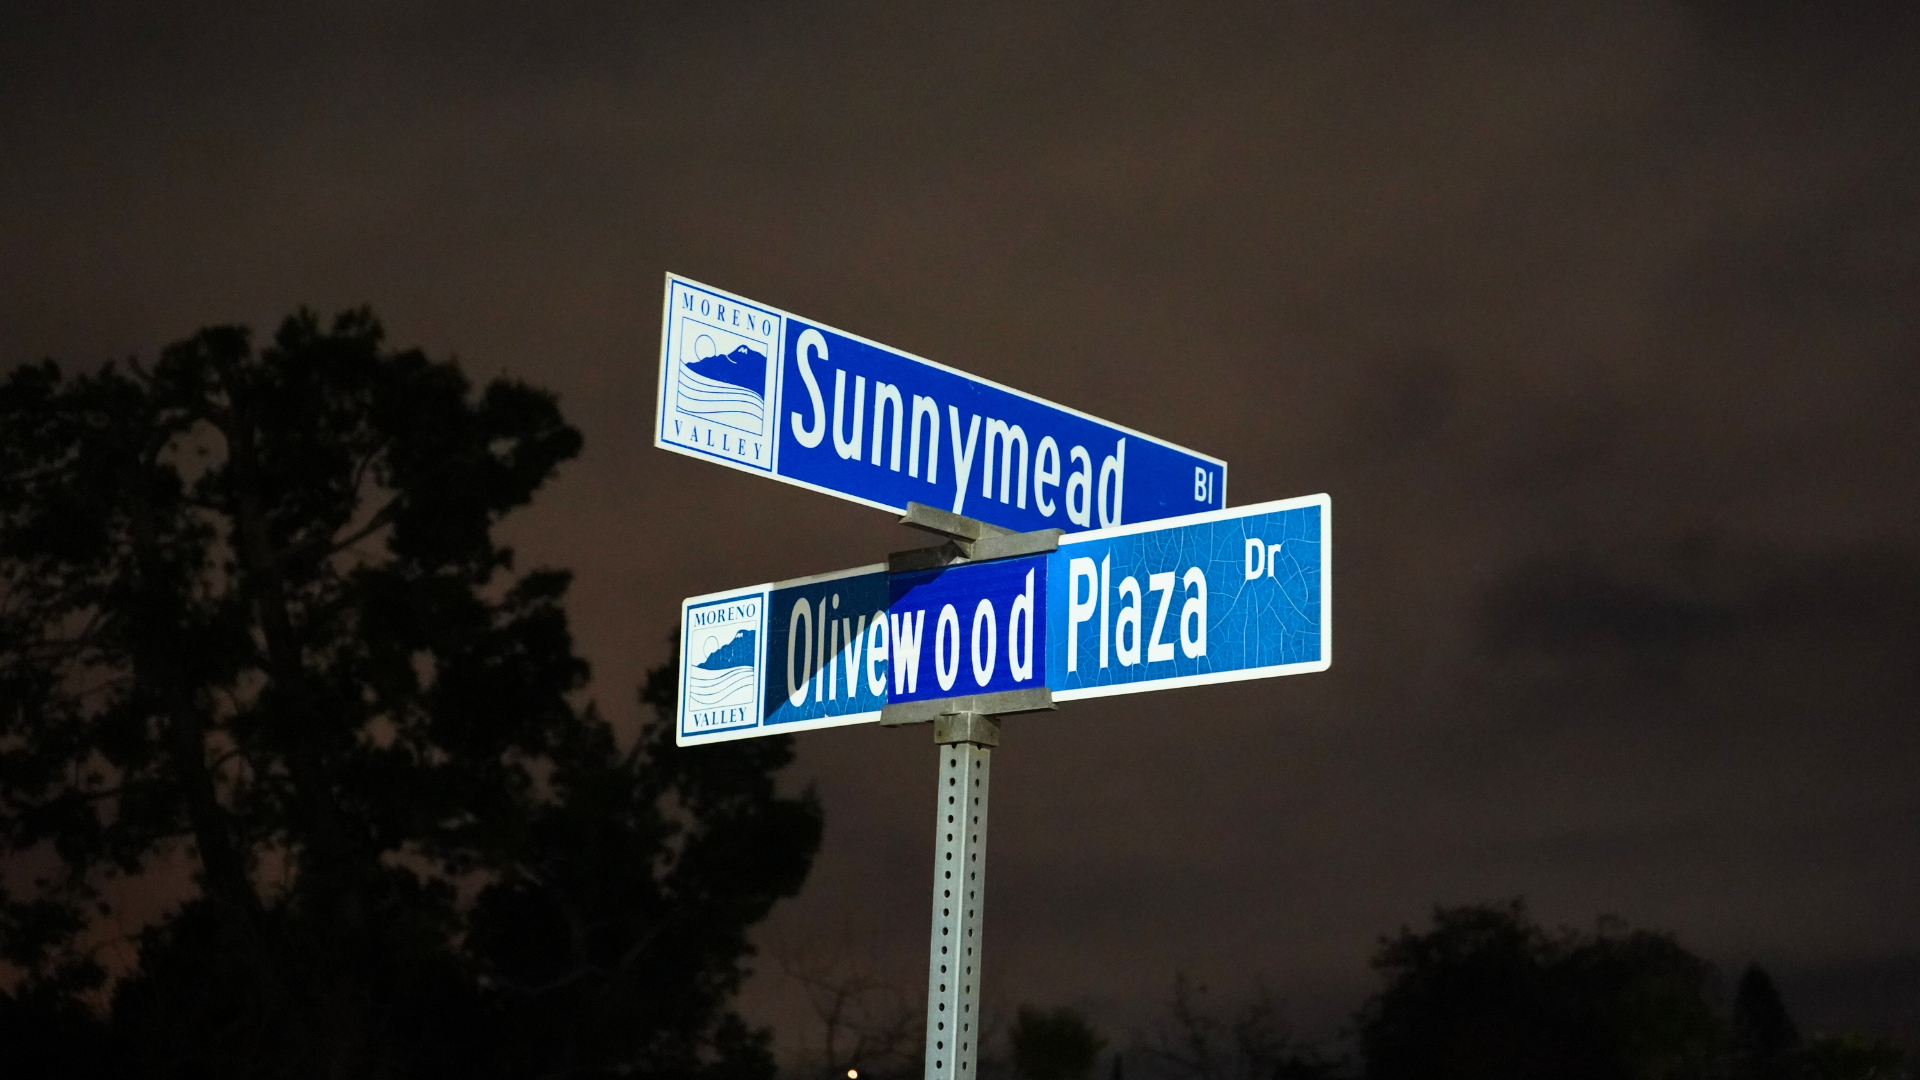 MORENO
VALLEY
Sunnymead Bl
MORENO
VALLEY
Olivewood Plaza Dr